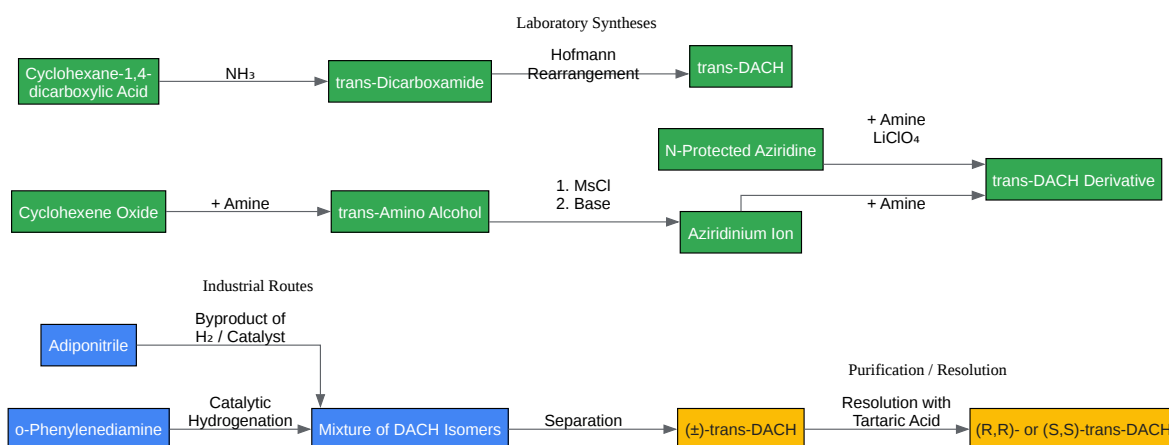 Laboratory Syntheses
Cyclohexane-1,4-
dicarboxylic Acid
NH₃
trans-Dicarboxamide
Hofmann
Rearrangement
trans-DACH
N-Protected Aziridine
+ Amine
LiClO₄
trans-DACH Derivative
Cyclohexene Oxide
+ Amine
trans-Amino Alcohol
1. MsCl
2. Base
Aziridinium Ion
+ Amine
Industrial Routes
Adiponitrile
Byproduct of
H₂ / Catalyst
Purification / Resolution
o-Phenylenediamine
Catalytic
Hydrogenation
Mixture of DACH Isomers
Separation
(±)-trans-DACH
Resolution with
Tartaric Acid
(R,R)- or (S,S)-trans-DACH